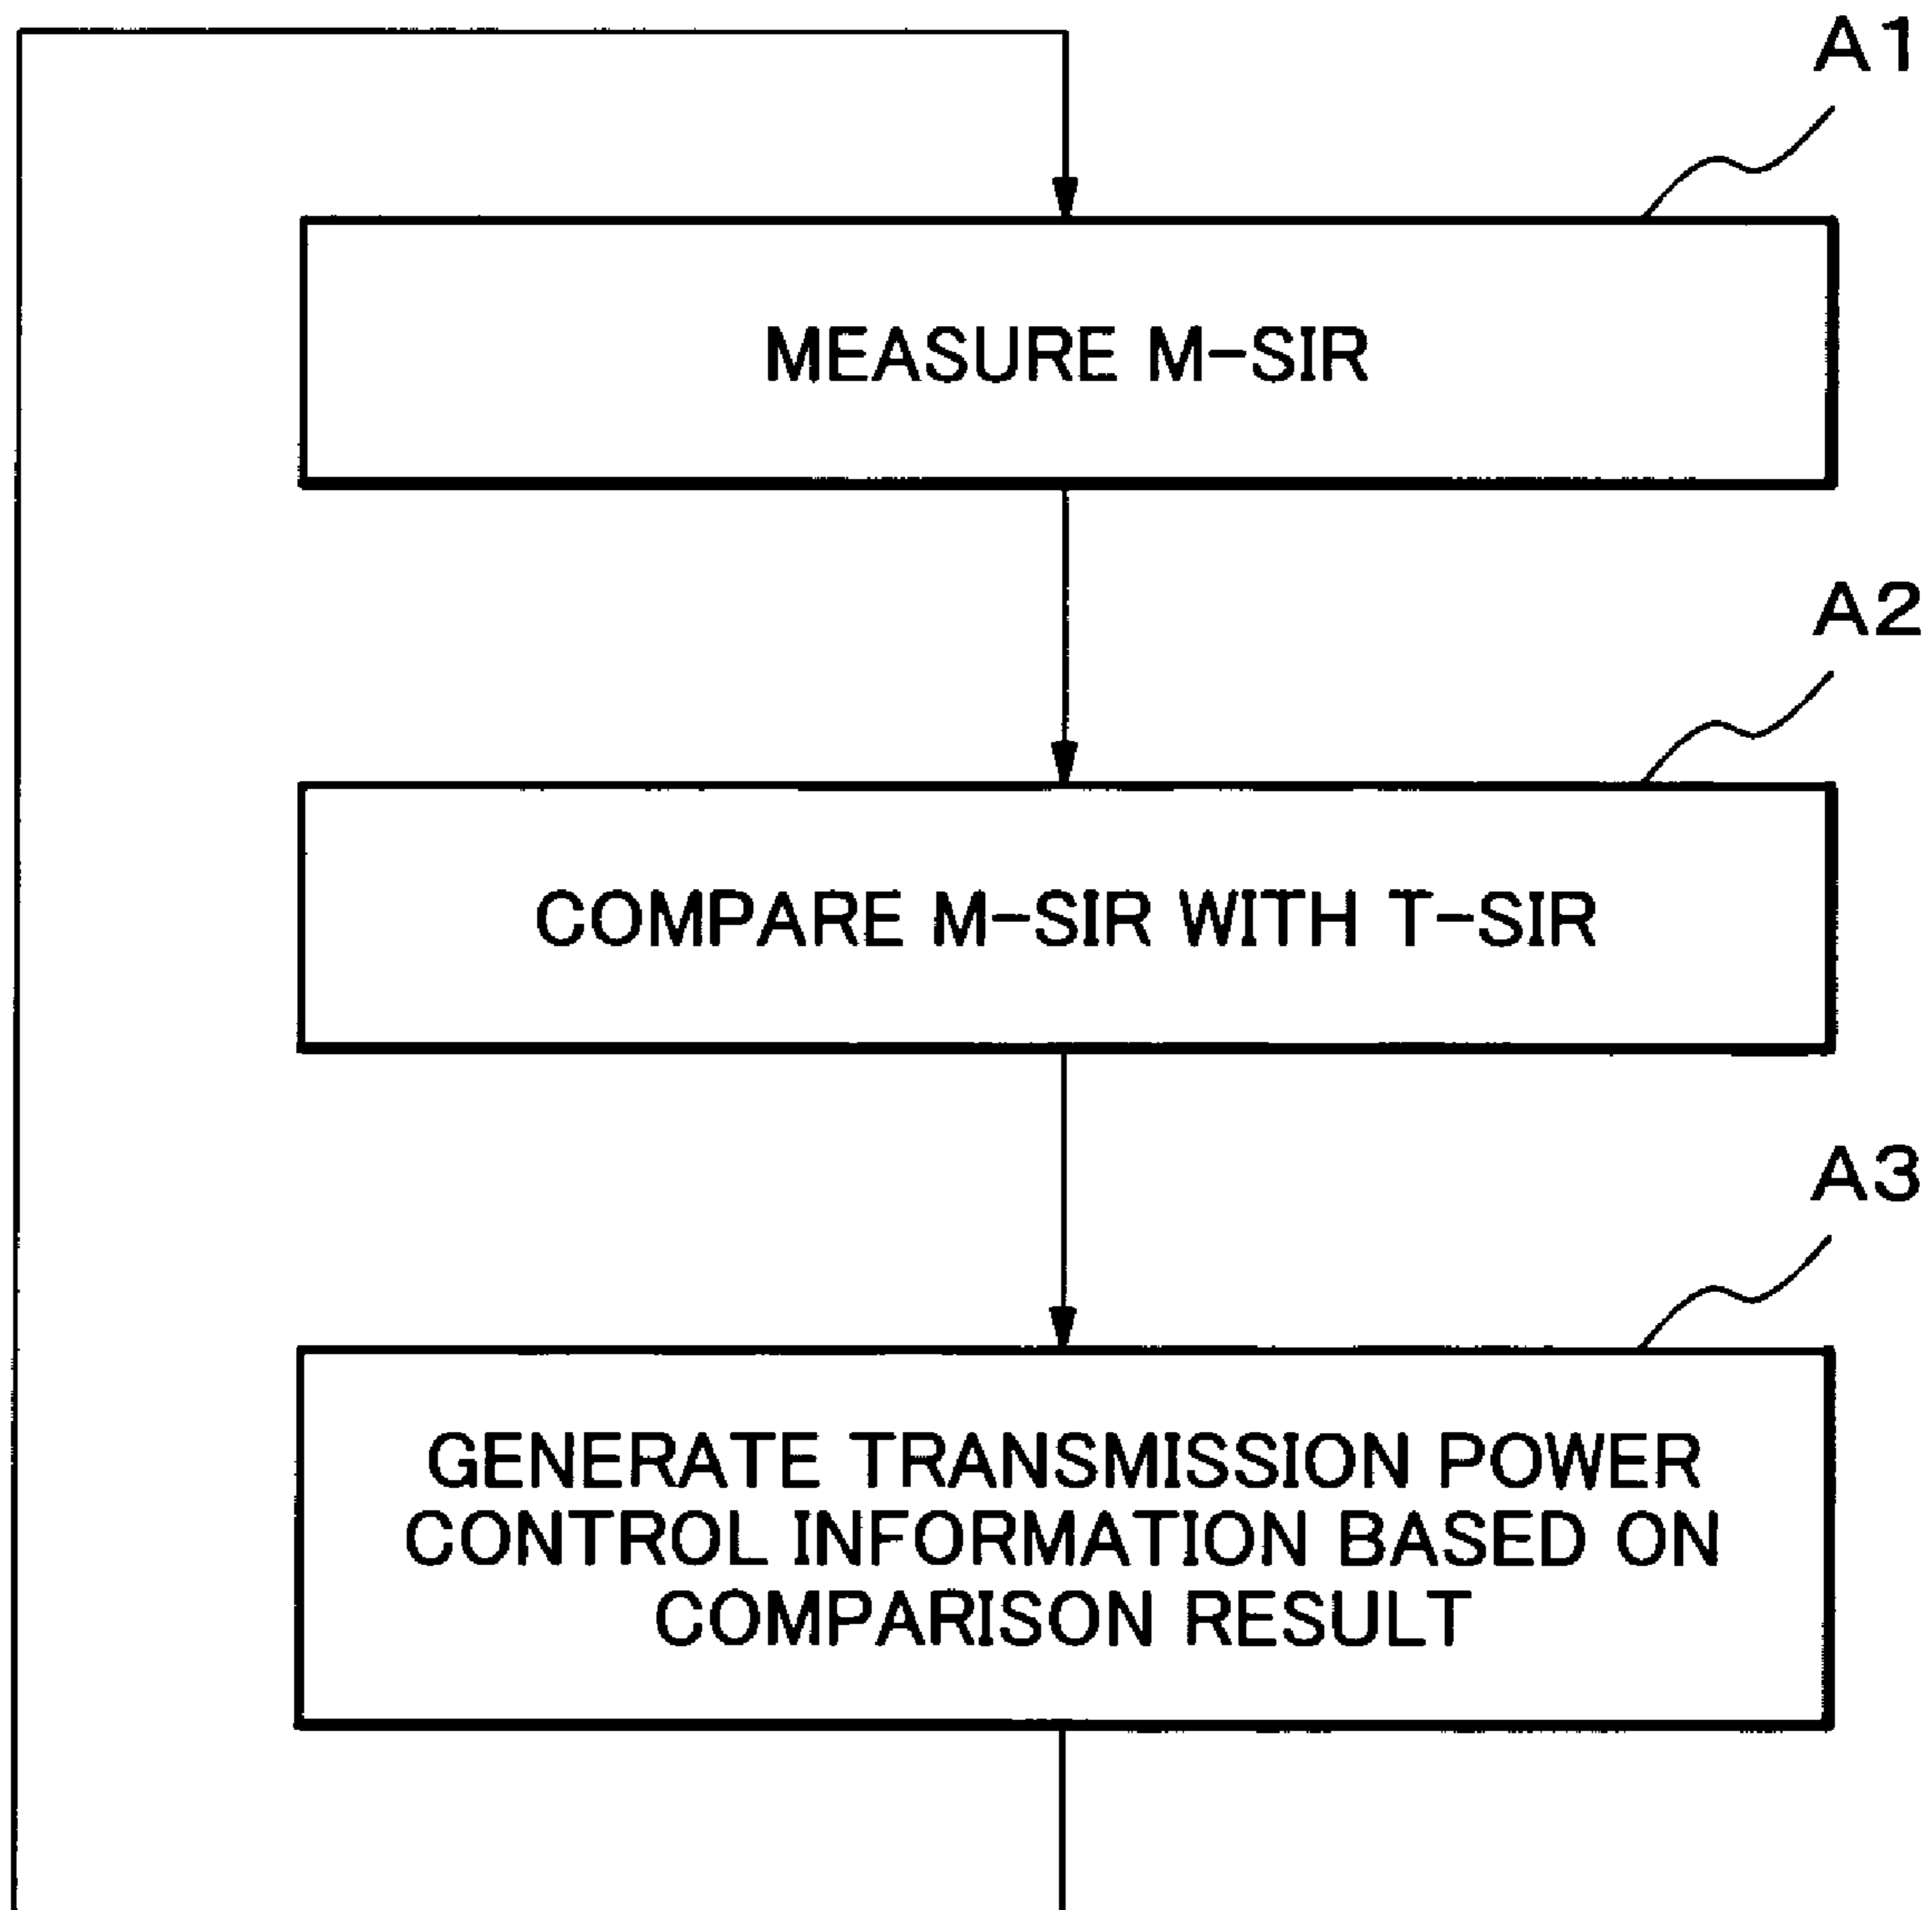 A1
MEASURE M-SIR
A2
COMPARE M-SIR WITH T-SIR
A3
GENERATE TRANSMISSION POWER
CONTROL INFORMATION BASED ON
COMPARISON RESULT